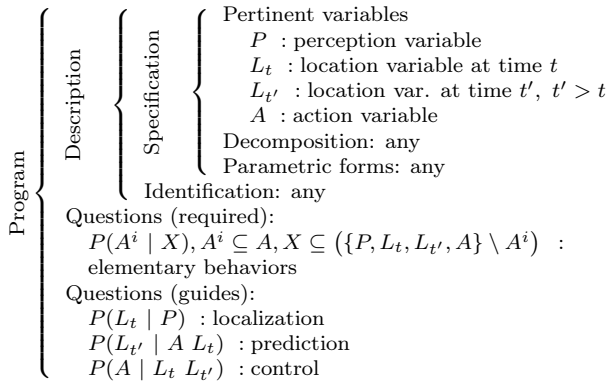 Program
Description
Specification
Pertinent variables
P : perception variable
L_t : location variable at time t
L_{t'} : location var. at time t', t' > t
A : action variable
Decomposition: any
Parametric forms: any
Identification: any
Questions (required):
P(A^i | X), A^i ⊆ A, X ⊆ ({P, L_t, L_{t'}, A} \ A^i) :
elementary behaviors
Questions (guides):
P(L_t | P) : localization
P(L_{t'} | A L_t) : prediction
P(A | L_t L_{t'}) : control